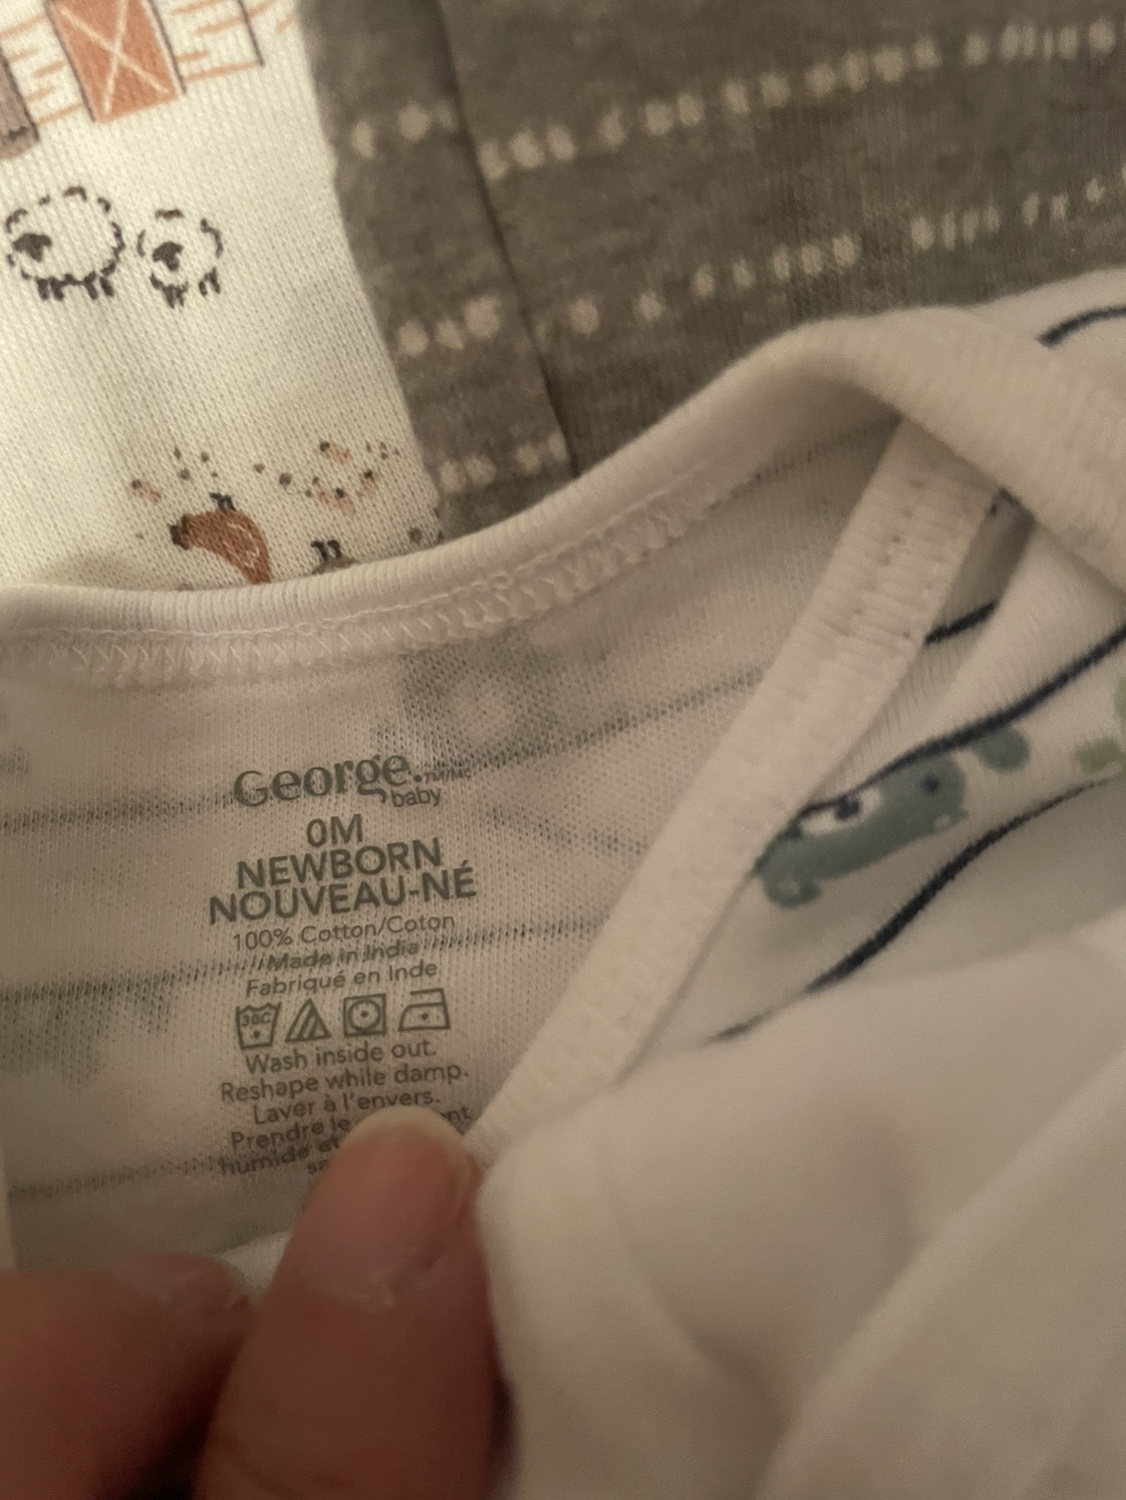 George.
baby
0M
NEWBORN
NOUVEAU-NÉ
100% Cotton/Coton
Made in India
Fabriqué en Inde
30C
Wash inside out.
Reshape while damp.
Laver à l'envers.
Prendre le
humide et